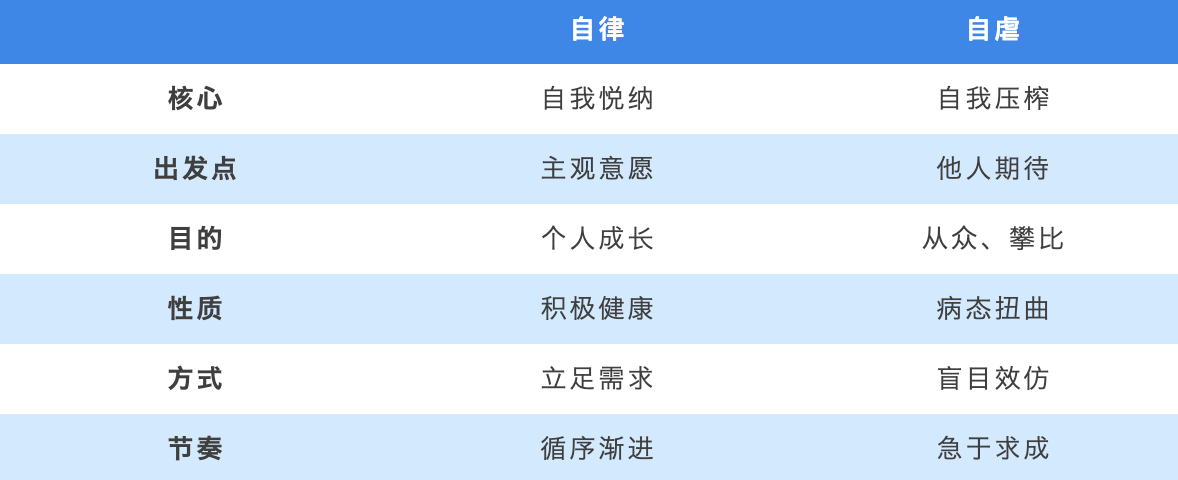 自律 自虐
核心 自我悦纳 自我压榨
出发点 主观意愿 他人期待
目的 个人成长 从众、攀比
性质 积极健康 病态扭曲
方式 立足需求 盲目效仿
节奏 循序渐进 急于求成